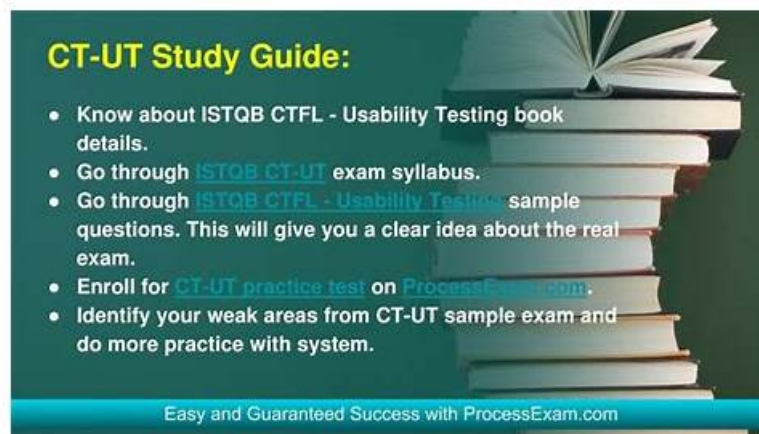 CT-UT Study Guide:
● Know about ISTQB CTFL - Usability Testing book
details.
● Go through ISTQB CT-UT exam syllabus.
● Go through ISTQB CTFL - Usability Testing sample
questions. This will give you a clear idea about the real
exam.
● Enroll for CT-UT practice test on ProcessExam.com.
● Identify your weak areas from CT-UT sample exam and
do more practice with system.
Easy and Guaranteed Success with ProcessExam.com